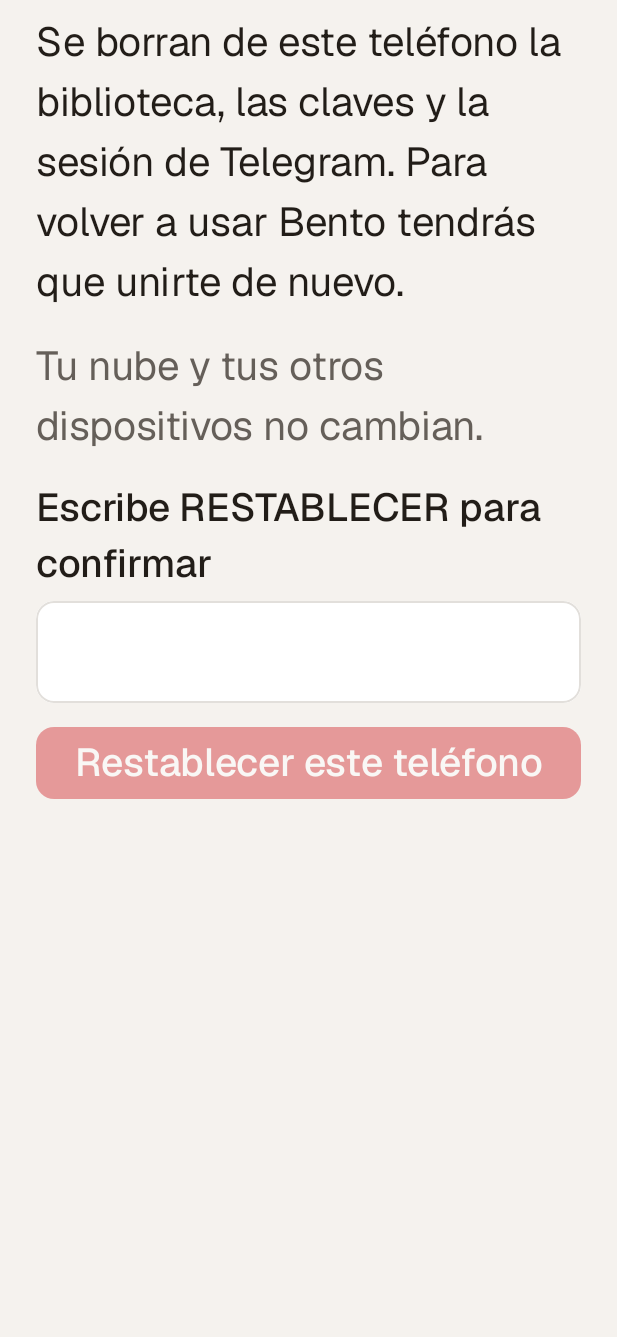 Se borran de este teléfono la
biblioteca, las claves y la
sesión de Telegram. Para
volver a usar Bento tendrás
que unirte de nuevo.
Tu nube y tus otros
dispositivos no cambian.
Escribe RESTABLECER para
confirmar
Restablecer este teléfono